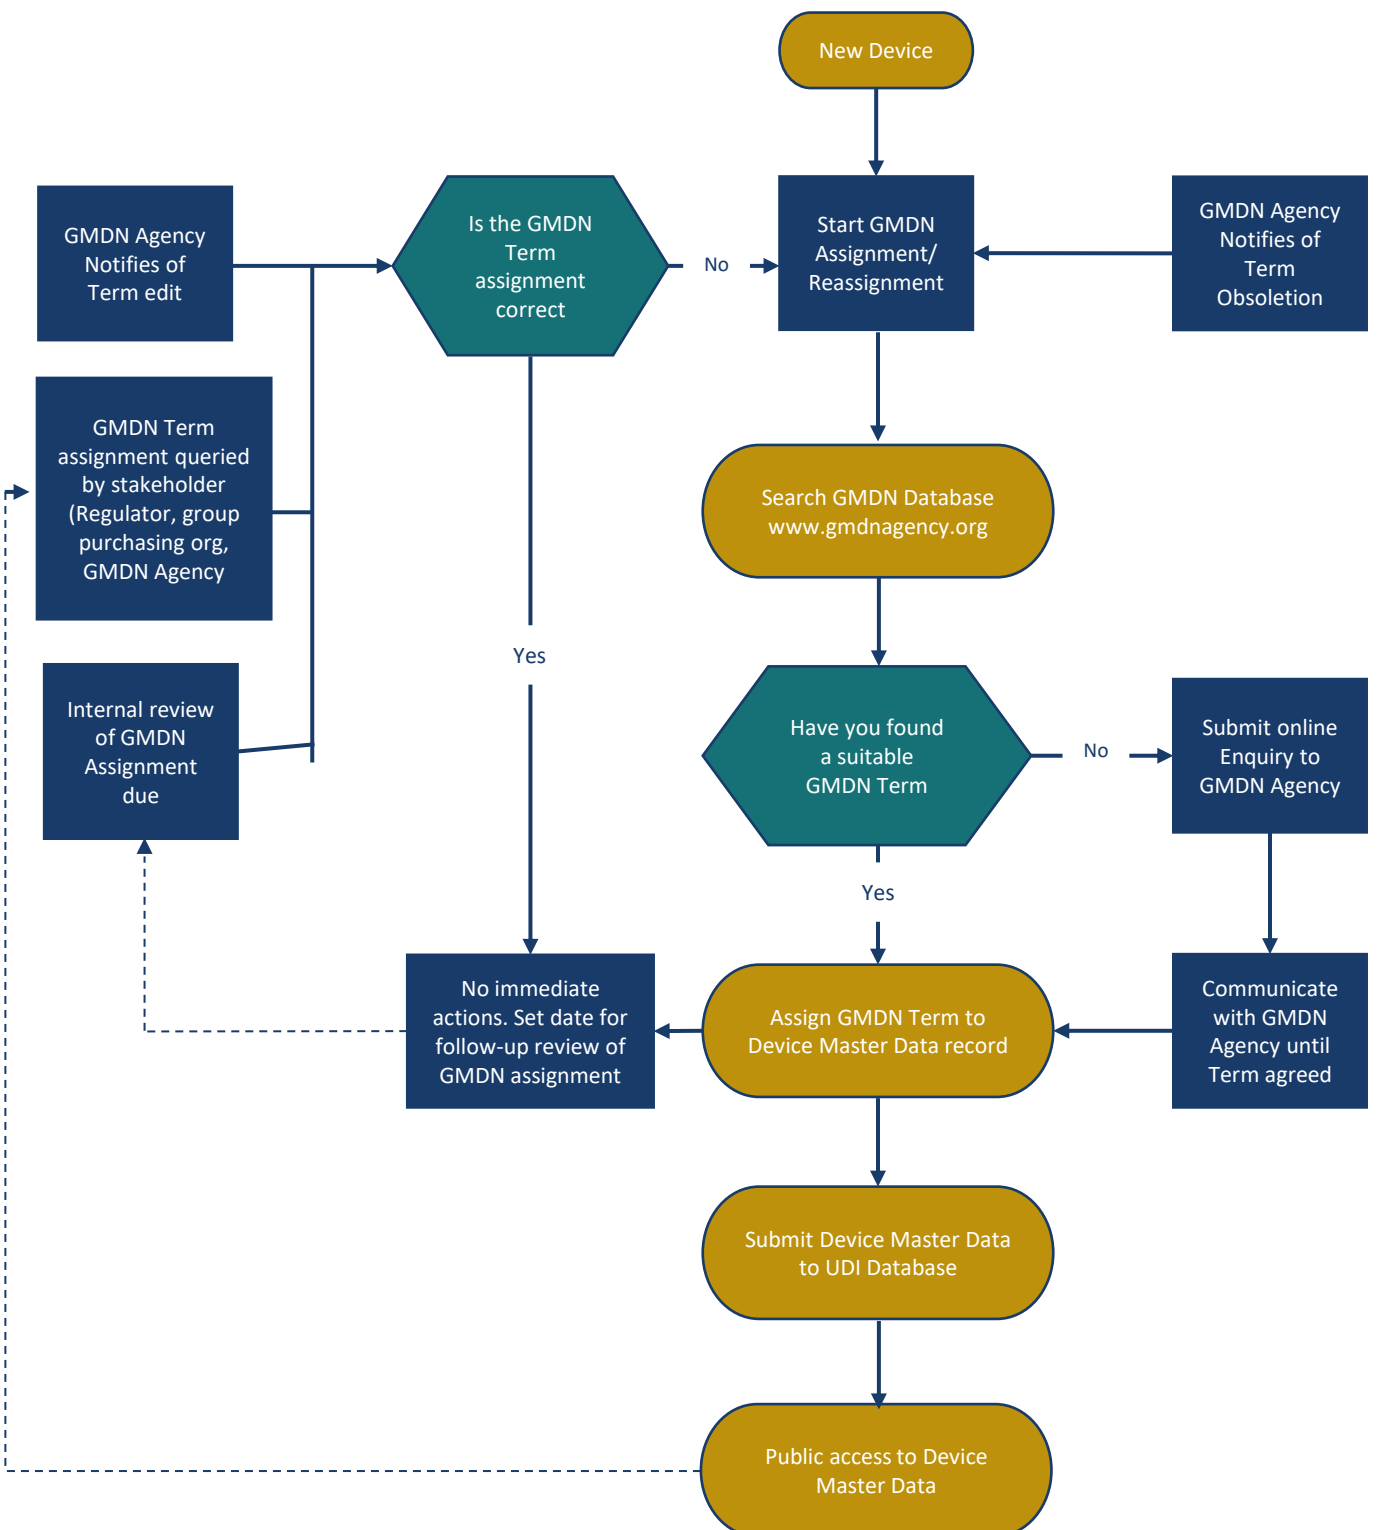 New Device
GMDN Agency
Notifies of
Term edit
Is the GMDN
Term
assignment
correct
No
Start GMDN
Assignment/
Reassignment
GMDN Agency
Notifies of
Term
Obsoletion
GMDN Term
assignment queried
by stakeholder
(Regulator, group
purchasing org,
GMDN Agency
Search GMDN Database
www.gmdnagency.org
Yes
Internal review
of GMDN
Assignment
due
Have you found
a suitable
GMDN Term
No
Submit online
Enquiry to
GMDN Agency
Yes
No immediate
actions. Set date for
follow-up review of
GMDN assignment
Assign GMDN Term to
Device Master Data record
Communicate
with GMDN
Agency until
Term agreed
Submit Device Master Data
to UDI Database
Public access to Device
Master Data